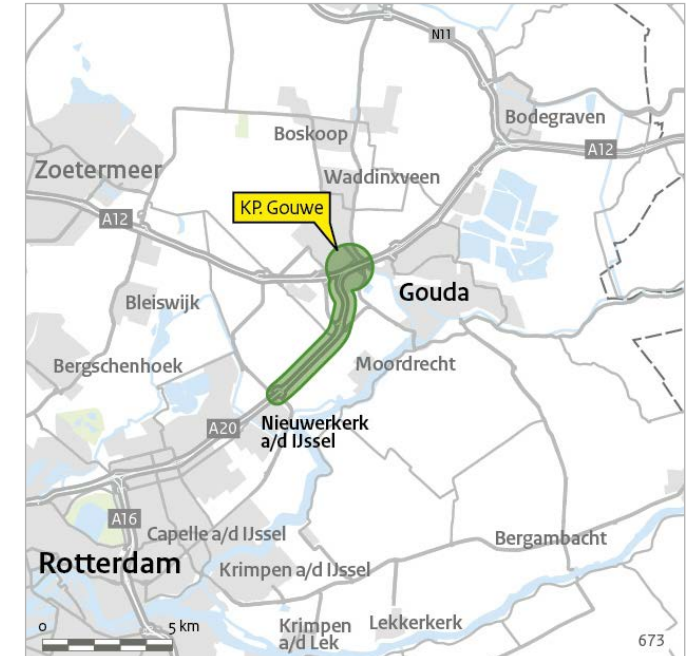 N11
Bodegraven
Boskoop
A12
Zoetermeer
Waddinxveen
KP. Gouwe
A12
Gouda
Bleiswijk
Moordrecht
Bergschenhoek
Nieuwerkerk
a/d IJssel
A20
A16
Capelle a/d IJssel
Bergambacht
Rotterdam
Krimpen a/d IJssel
0
5 km
Krimpen
a/d Lek
Lekkerkerk
673